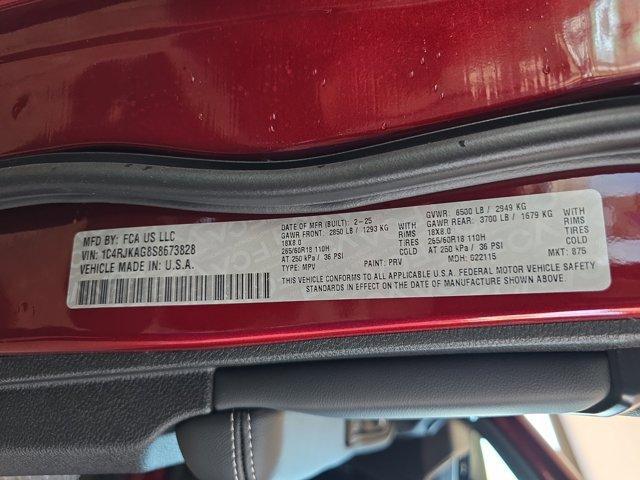 MFD BY: FCA US LLC
VIN: 1C4RJKAG8S8673828
VEHICLE MADE IN U.S.A.
DATE OF MFR (BUILT): 2-25
GAWR FRONT: 2850 LB / 1293 KG WITH
18X8.0 RIMS
265/60R18 110H TIRES
AT 250 kPa / 36 PSI COLD
TYPE: MPV PAINT: PRV
GVWR: 6500 LB / 2949 KG
GAWR REAR: 3700 LB / 1679 KG WITH
18X8.0 RIMS
265/60R18 110H TIRES
AT 250 kPa / 36 PSI COLD
MDH: 022115 MKT: 875
THIS VEHICLE CONFORMS TO ALL APPLICABLE U.S.A. FEDERAL MOTOR VEHICLE SAFETY
STANDARDS IN EFFECT ON THE DATE OF MANUFACTURE SHOWN ABOVE.